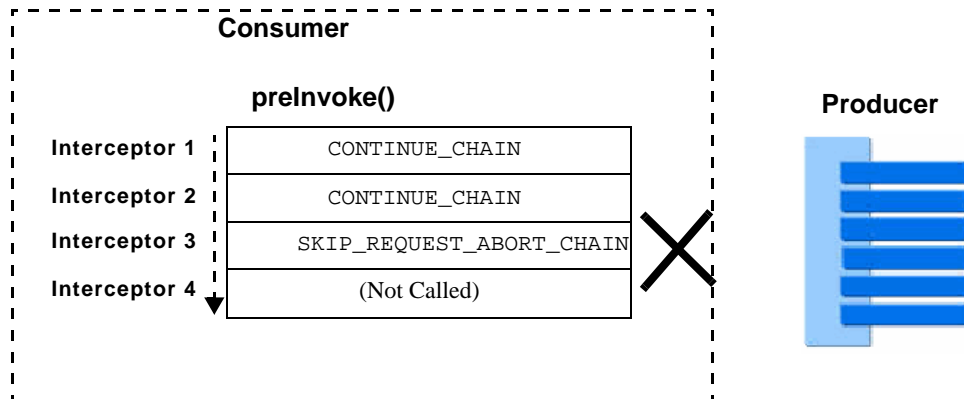 Consumer
preInvoke()
Producer
Interceptor 1 CONTINUE_CHAIN
Interceptor 2 CONTINUE_CHAIN
Interceptor 3 SKIP_REQUEST_ABORT_CHAIN
Interceptor 4 (Not Called)